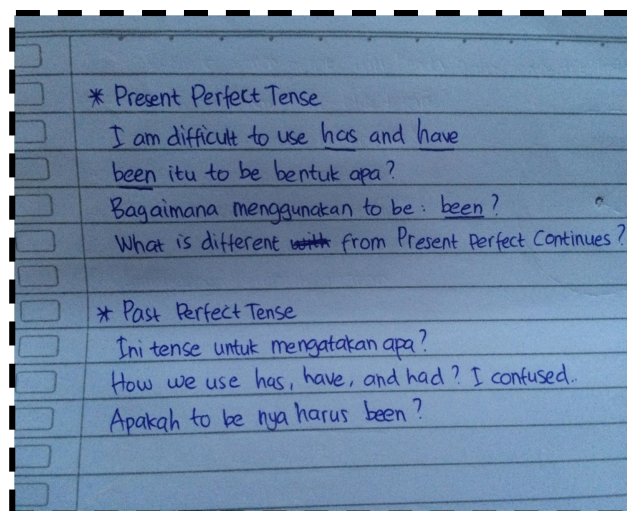 * Present Perfect Tense
I am difficult to use has and have
been itu to be bentuk apa?
Bagaimana menggunakan to be : been ?
What is different with from Present Perfect Continues ?
* Past Perfect Tense
Ini tense untuk mengatakan apa?
How we use has, have, and had ? I confused..
Apakah to be nya harus been ?